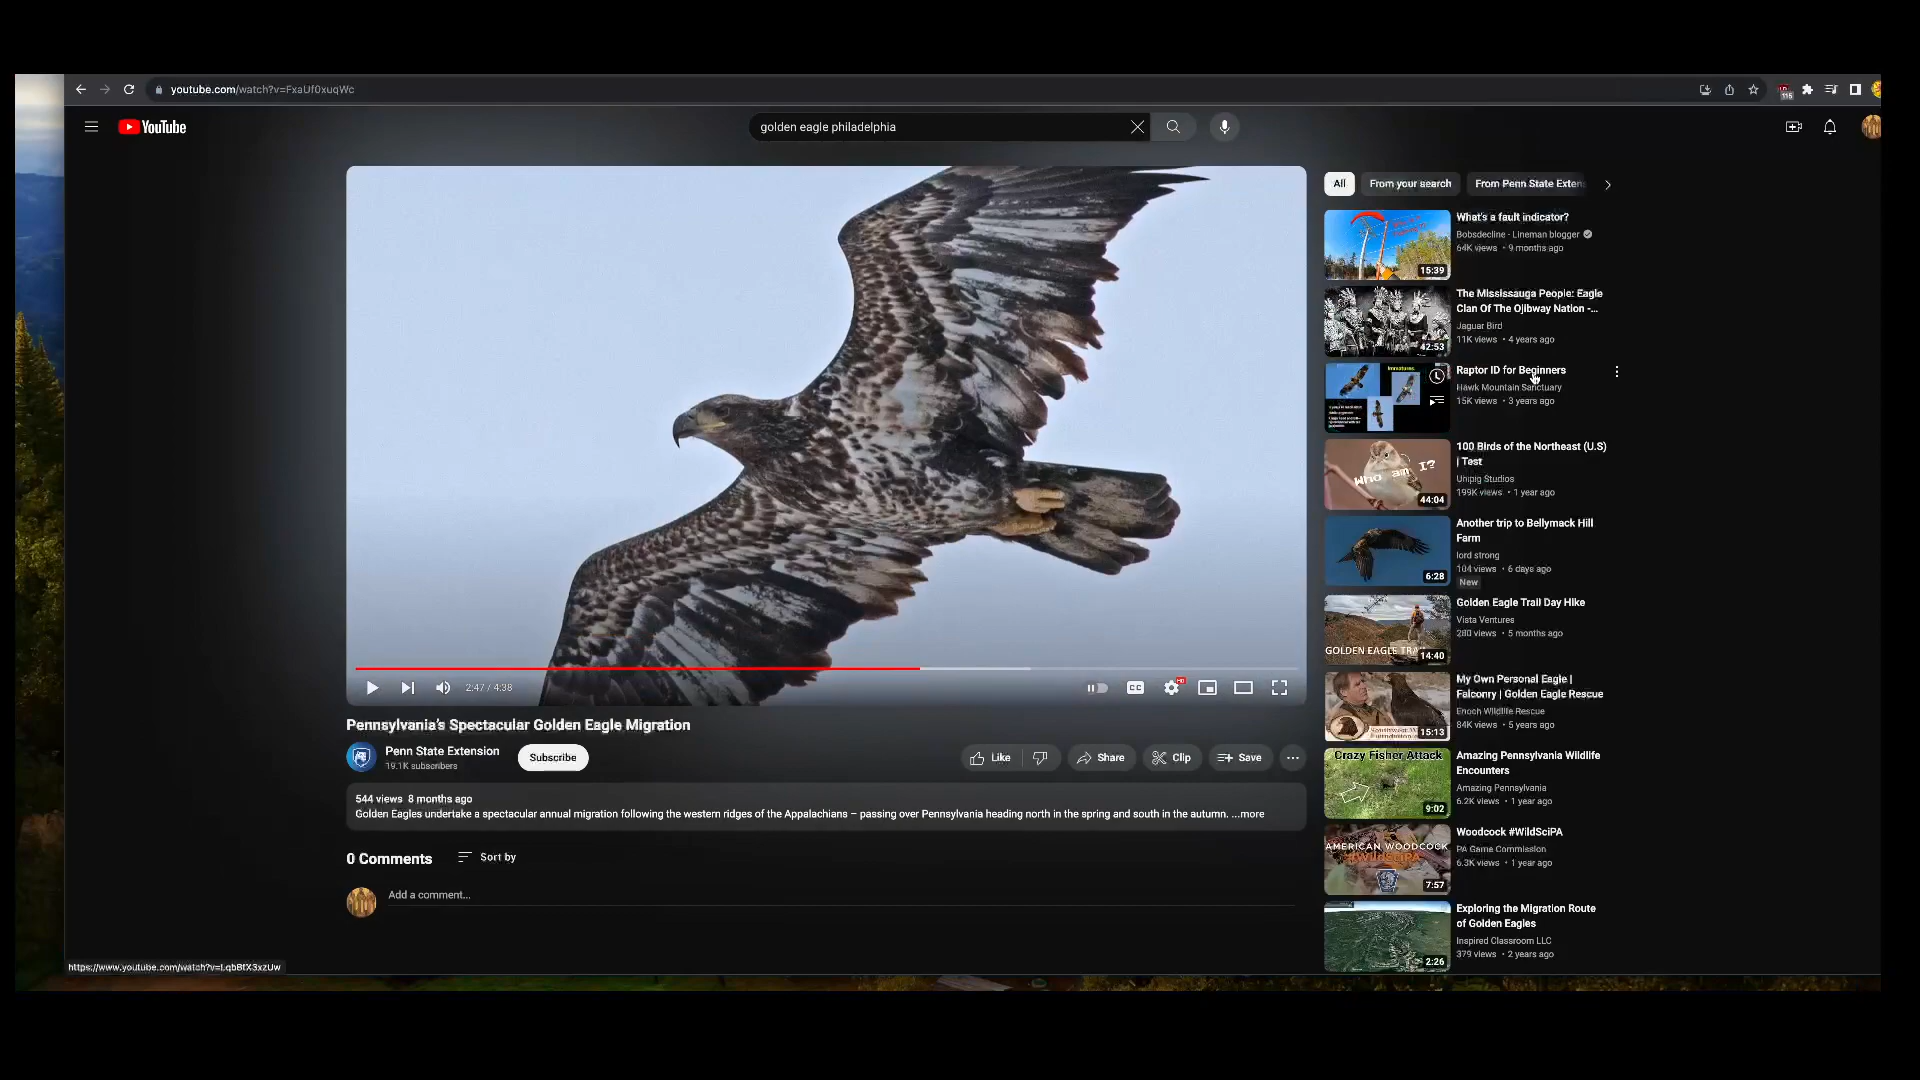 youtube.com/watch?v=FxaUf0xuqWc
115
YouTube
golden eagle philadelphia
2:47 / 4:38
CC
HD
Pennsylvania's Spectacular Golden Eagle Migration
Penn State Extension
19.1K subscribers
Subscribe
Like
Share
Clip
Save
544 views 8 months ago
Golden Eagles undertake a spectacular annual migration following the western ridges of the Appalachians – passing over Pennsylvania heading north in the spring and south in the autumn. ...more
0 Comments
Sort by
Add a comment...
All
From your search
From Penn State Exten
What's a fault indicator?
Bobsdecline - Lineman blogger
64K views • 9 months ago
15:39
The Mississauga People: Eagle
Clan Of The Ojibway Nation -...
Jaguar Bird
11K views • 4 years ago
42:53
Immatures
Raptor ID for Beginners
Hawk Mountain Sanctuary
15K views • 3 years ago
Who am I?
100 Birds of the Northeast (U.S)
| Test
Unipig Studios
199K views • 1 year ago
44:04
Another trip to Bellymack Hill
Farm
lord strong
104 views • 6 days ago
New
6:28
Golden Eagle Trail Day Hike
Vista Ventures
280 views • 5 months ago
GOLDEN EAGLE TRA
14:40
My Own Personal Eagle |
Falconry | Golden Eagle Rescue
Enoch Wildlife Rescue
84K views • 5 years ago
15:13
Crazy Fisher Attack
Amazing Pennsylvania Wildlife
Encounters
Amazing Pennsylvania
6.2K views • 1 year ago
9:02
AMERICAN WOODCOCK
#WildSciPA
Woodcock #WildSciPA
PA Game Commission
6.3K views • 1 year ago
7:57
Exploring the Migration Route
of Golden Eagles
Inspired Classroom LLC
379 views • 2 years ago
2:26
https://www.youtube.com/watch?v=LqbBfX3xzUw